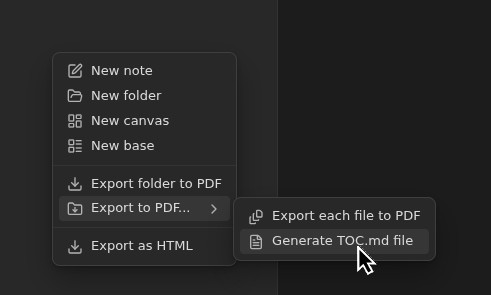 New note
New folder
New canvas
New base
Export folder to PDF
Export to PDF...
Export as HTML
Export each file to PDF
Generate TOC.md file